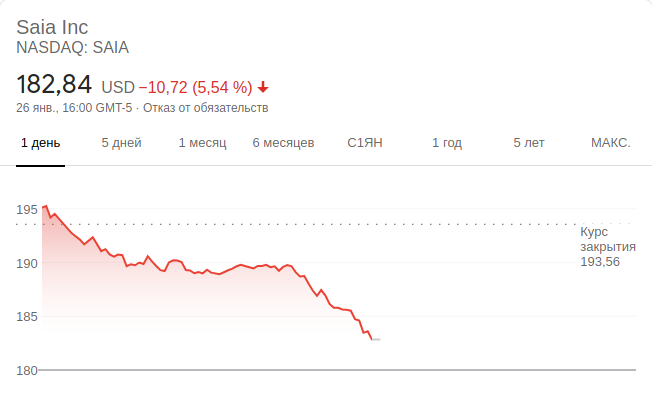 Saia Inc
NASDAQ: SAIA
182,84 USD −10,72 (5,54 %)
26 янв., 16:00 GMT-5 · Отказ от обязательств
1 день 5 дней 1 месяц 6 месяцев С1ЯН 1 год 5 лет МАКС.
195
Курс
закрытия
193,56
190
185
180